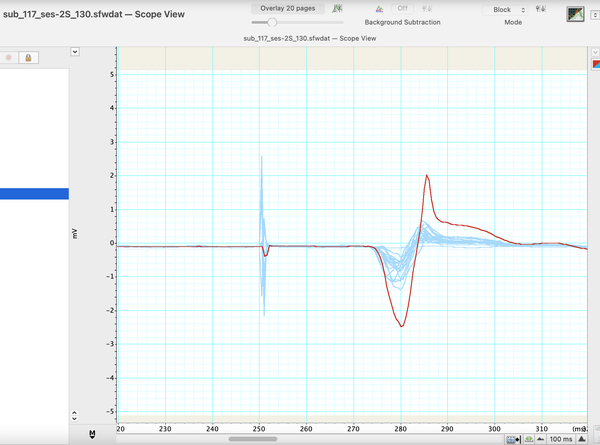 sub_117_ses-2S_130.sfwdat — Scope View
Overlay 20 pages
Off
Background Subtraction
Block
Mode
sub_117_ses-2S_130.sfwdat — Scope View
5
4
3
2
1
0
-1
-2
-3
-4
-5
mV
M
20 230 240 250 260 270 280 290 300 310 (ms)
100 ms